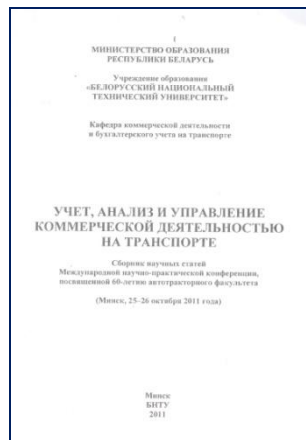 МИНИСТЕРСТВО ОБРАЗОВАНИЯ
РЕСПУБЛИКИ БЕЛАРУСЬ
Учреждение образования
«БЕЛОРУССКИЙ НАЦИОНАЛЬНЫЙ
ТЕХНИЧЕСКИЙ УНИВЕРСИТЕТ»
Кафедра коммерческой деятельности
и бухгалтерского учета на транспорте
УЧЕТ, АНАЛИЗ И УПРАВЛЕНИЕ
КОММЕРЧЕСКОЙ ДЕЯТЕЛЬНОСТЬЮ
НА ТРАНСПОРТЕ
Сборник научных статей
Международной научно-практической конференции,
посвященной 60-летию автотракторного факультета
(Минск, 25–26 октября 2011 года)
Минск
БНТУ
2011